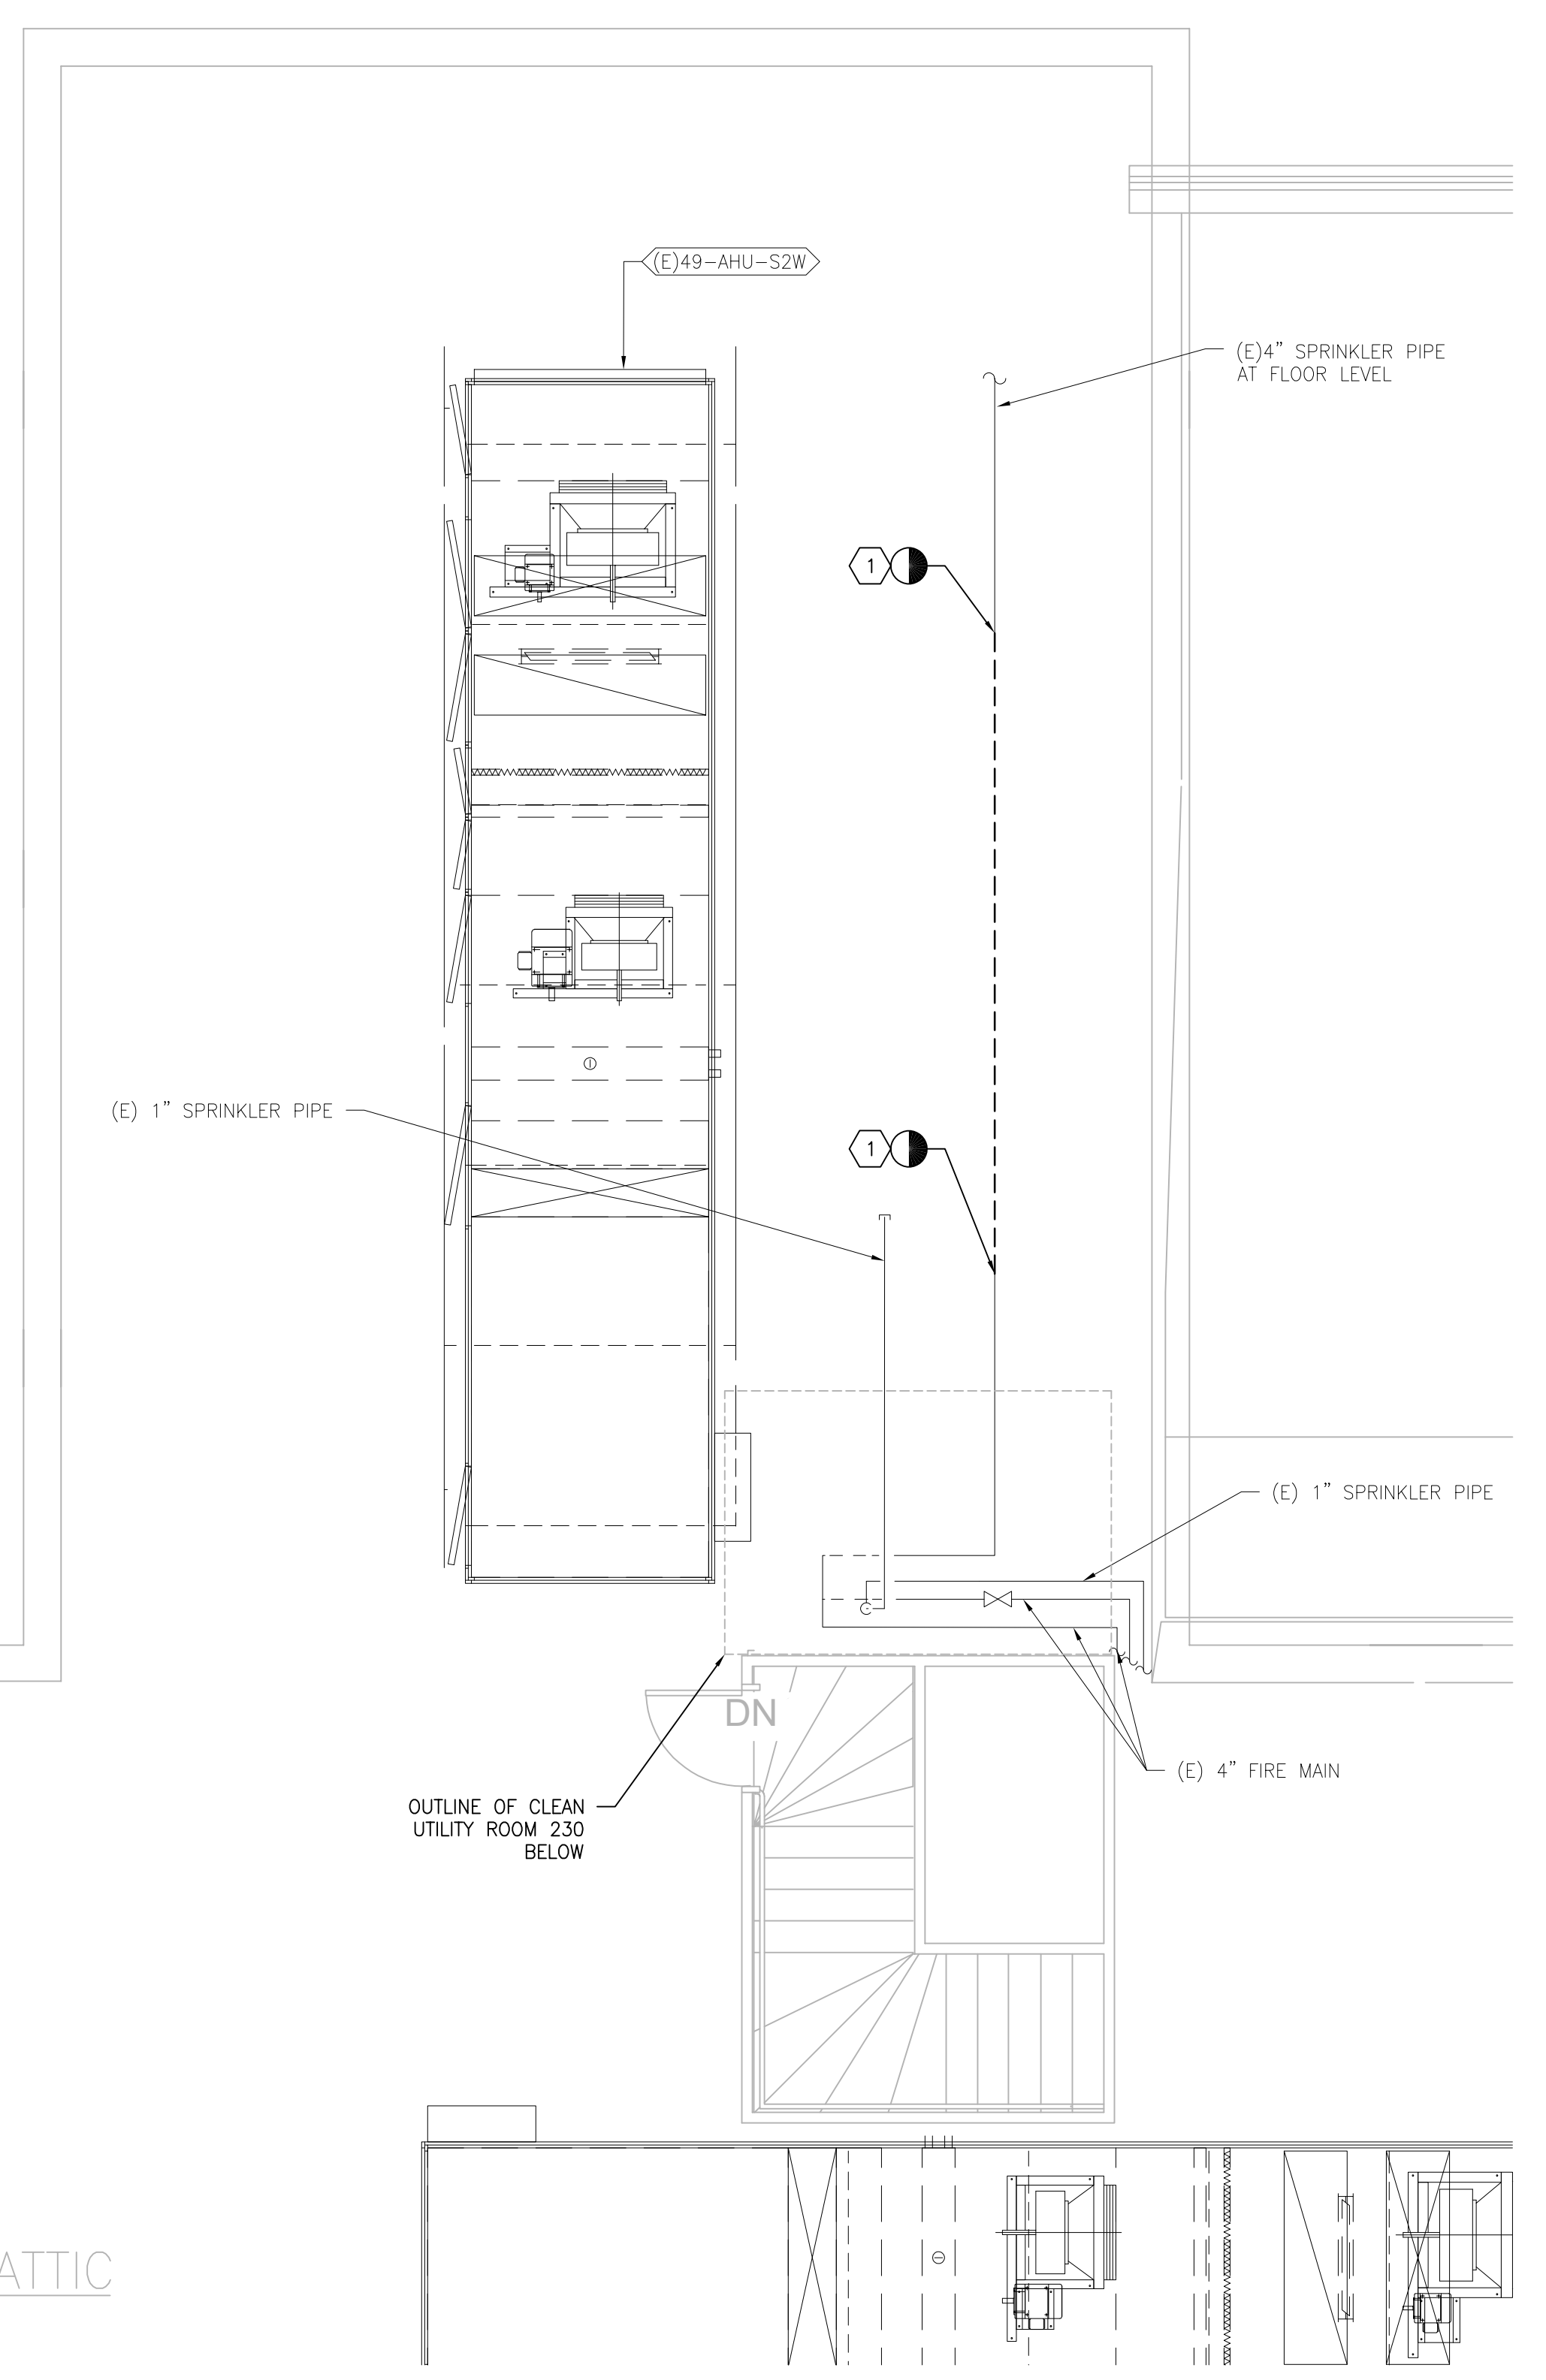 (E)49-AHU-S2W
(E)4” SPRINKLER PIPE
AT FLOOR LEVEL
1
(E) 1” SPRINKLER PIPE
1
(E) 1” SPRINKLER PIPE
DN
(E) 4” FIRE MAIN
OUTLINE OF CLEAN
UTILITY ROOM 230
BELOW
ATTIC